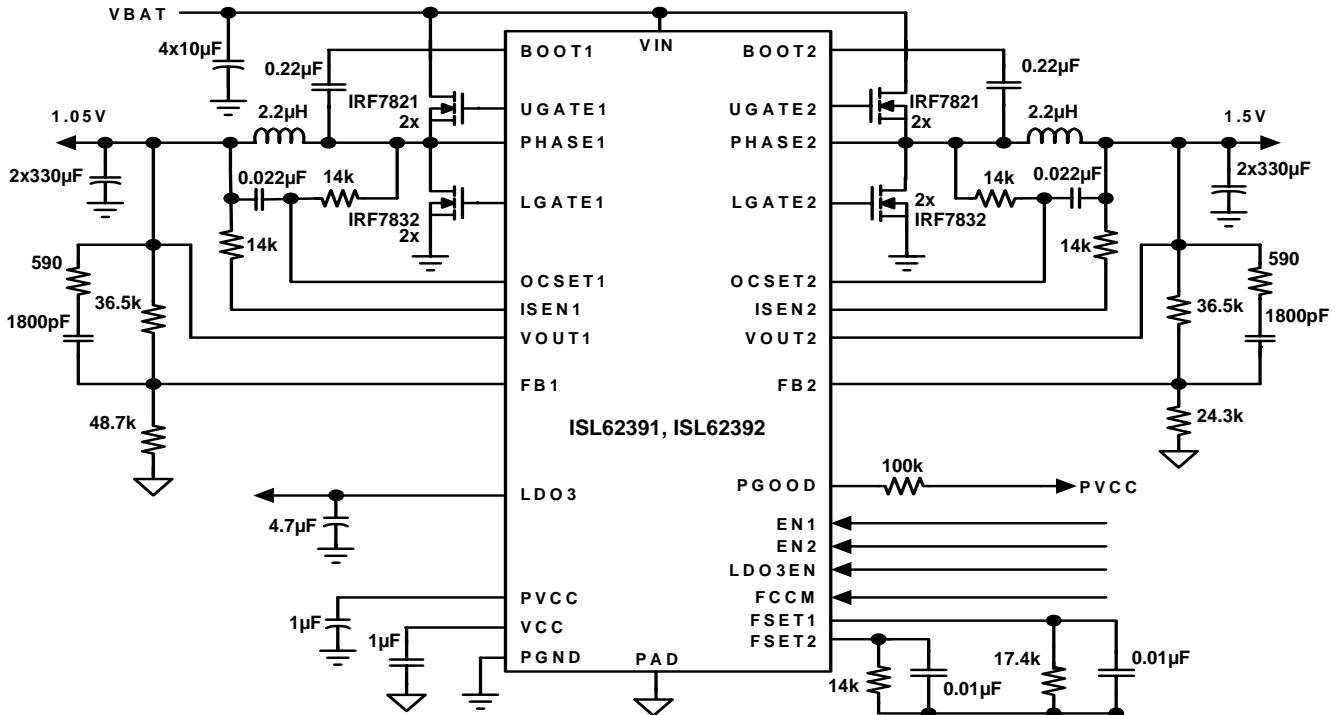 VBAT
VIN
4x10µF
BOOT1
BOOT2
0.22µF
0.22µF
IRF7821
2x
UGATE1
UGATE2
IRF7821
2x
1.05V
2.2µH
PHASE1
PHASE2
2.2µH
1.5V
2x330µF
0.022µF
14k
IRF7832
2x
LGATE1
LGATE2
2x
IRF7832
14k
0.022µF
2x330µF
14k
14k
590
OCSET1
OCSET2
590
36.5k
ISEN1
ISEN2
36.5k
1800pF
VOUT1
VOUT2
1800pF
FB1
FB2
48.7k
ISL62391, ISL62392
24.3k
LDO3
PGOOD
100k
PVCC
4.7µF
EN1
EN2
LDO3EN
PVCC
FCCM
1µF
VCC
FSET1
FSET2
1µF
PGND
PAD
14k
0.01µF
17.4k
0.01µF